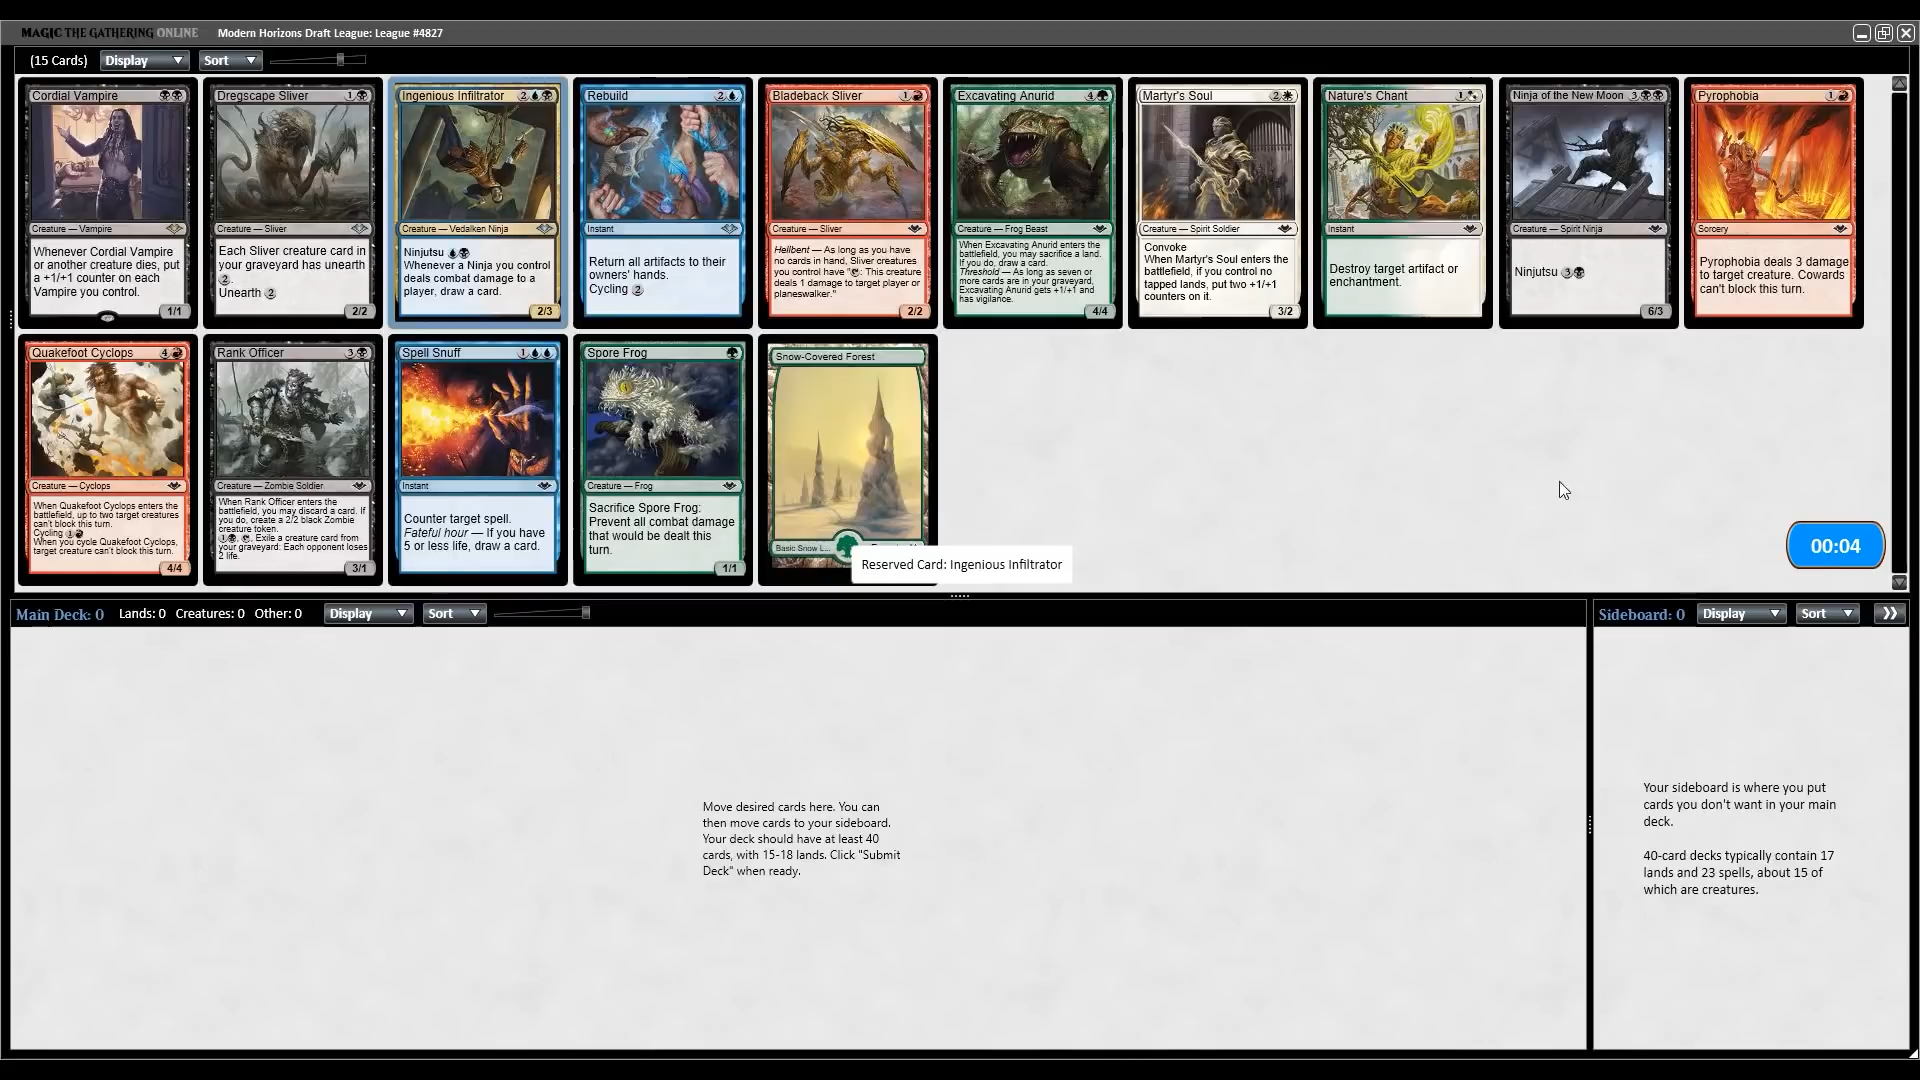 MAGIC THE GATHERING ONLINE Modern Horizons Draft League: League #4827
(15 Cards) Display Sort
Cordial Vampire
Creature — Vampire
Whenever Cordial Vampire
or another creature dies, put
a +1/+1 counter on each
Vampire you control.
1/1
Dregscape Sliver 1
Creature — Sliver
Each Sliver creature card in
your graveyard has unearth
2.
Unearth 2
2/2
Ingenious Infiltrator 2
Creature — Vedalken Ninja
Ninjutsu
Whenever a Ninja you control
deals combat damage to a
player, draw a card.
2/3
Rebuild 2
Instant
Return all artifacts to their
owners' hands.
Cycling 2
Bladeback Sliver 1
Creature — Sliver
Hellbent — As long as you have
no cards in hand, Sliver creatures
you control have "T: This creature
deals 1 damage to target player or
planeswalker."
2/2
Excavating Anurid 4
Creature — Frog Beast
When Excavating Anurid enters the
battlefield, you may sacrifice a land.
If you do, draw a card.
Threshold — As long as seven or
more cards are in your graveyard,
Excavating Anurid gets +1/+1 and
has vigilance.
4/4
Martyr's Soul 2
Creature — Spirit Soldier
Convoke
When Martyr's Soul enters the
battlefield, if you control no
tapped lands, put two +1/+1
counters on it.
3/2
Nature's Chant 1
Instant
Destroy target artifact or
enchantment.
Ninja of the New Moon 3
Creature — Spirit Ninja
Ninjutsu 3
6/3
Pyrophobia 1
Sorcery
Pyrophobia deals 3 damage
to target creature. Cowards
can't block this turn.
Quakefoot Cyclops 4
Creature — Cyclops
When Quakefoot Cyclops enters the
battlefield, up to two target creatures
can't block this turn.
Cycling 1
When you cycle Quakefoot Cyclops,
target creature can't block this turn.
4/4
Rank Officer 3
Creature — Zombie Soldier
When Rank Officer enters the
battlefield, you may discard a card. If
you do, create a 2/2 black Zombie
creature token.
1, T, Exile a creature card from
your graveyard: Each opponent loses
2 life.
3/1
Spell Snuff 1
Instant
Counter target spell.
Fateful hour — If you have
5 or less life, draw a card.
Spore Frog
Creature — Frog
Sacrifice Spore Frog:
Prevent all combat damage
that would be dealt this
turn.
1/1
Snow-Covered Forest
Basic Snow L...
Reserved Card: Ingenious Infiltrator
00:04
Main Deck: 0 Lands: 0 Creatures: 0 Other: 0 Display Sort
Sideboard: 0 Display Sort
Move desired cards here. You can
then move cards to your sideboard.
Your deck should have at least 40
cards, with 15-18 lands. Click "Submit
Deck" when ready.
Your sideboard is where you put
cards you don't want in your main
deck.
40-card decks typically contain 17
lands and 23 spells, about 15 of
which are creatures.